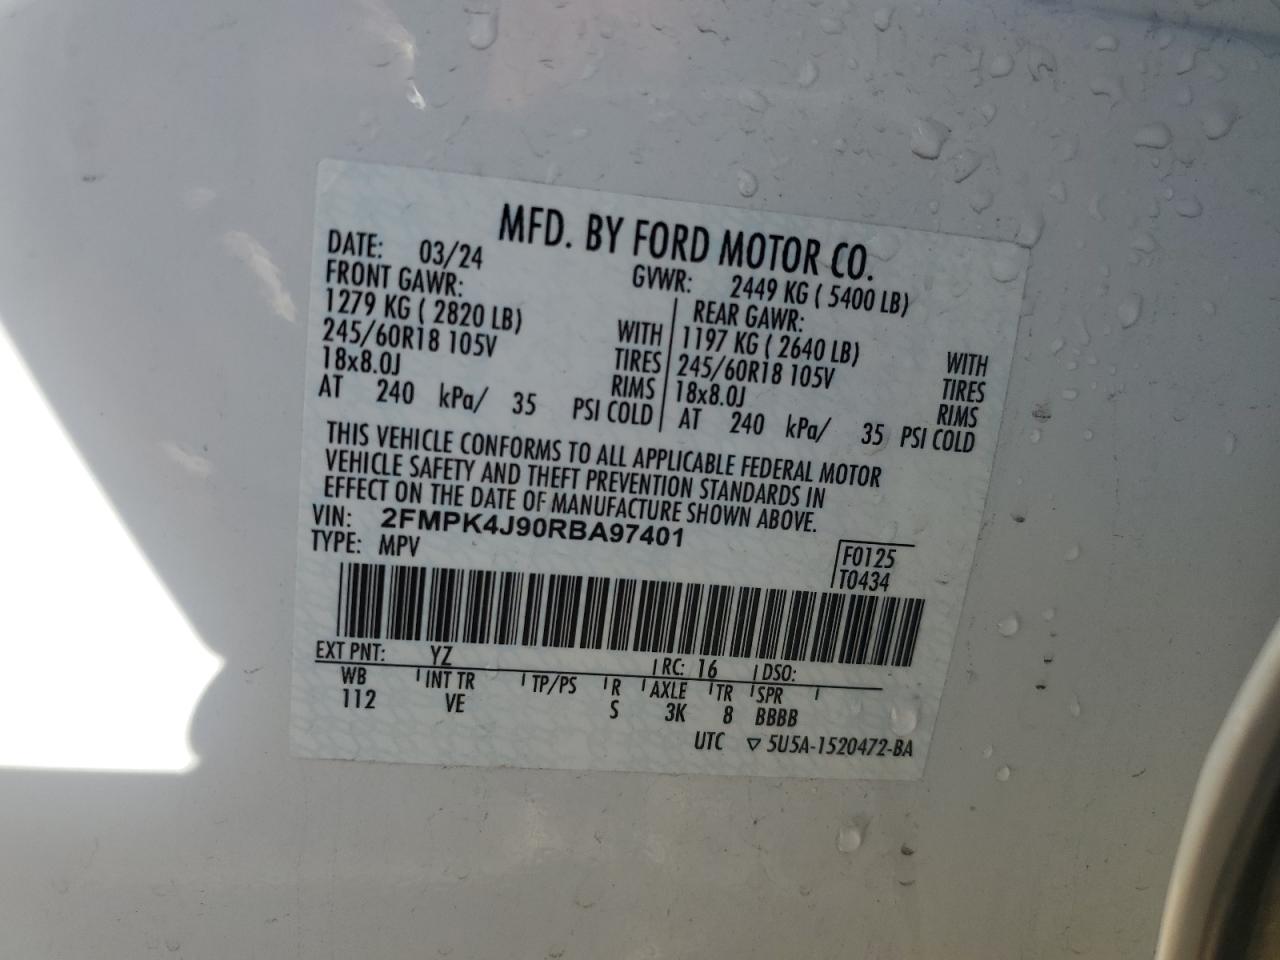 MFD. BY FORD MOTOR CO.
DATE: 03/24 GVWR: 2449 KG ( 5400 LB)
FRONT GAWR: REAR GAWR:
1279 KG ( 2820 LB) WITH 1197 KG ( 2640 LB) WITH
245/60R18 105V TIRES 245/60R18 105V TIRES
18x8.0J RIMS 18x8.0J RIMS
AT 240 kPa/ 35 PSI COLD AT 240 kPa/ 35 PSI COLD
THIS VEHICLE CONFORMS TO ALL APPLICABLE FEDERAL MOTOR
VEHICLE SAFETY AND THEFT PREVENTION STANDARDS IN
EFFECT ON THE DATE OF MANUFACTURE SHOWN ABOVE.
VIN: 2FMPK4J90RBA97401
TYPE: MPV F0125
T0434
EXT PNT: YZ RC: 16 DSO:
WB INT TR TP/PS R AXLE TR SPR
112 VE S 3K 8 BBBB
UTC ▽ 5U5A-1520472-BA